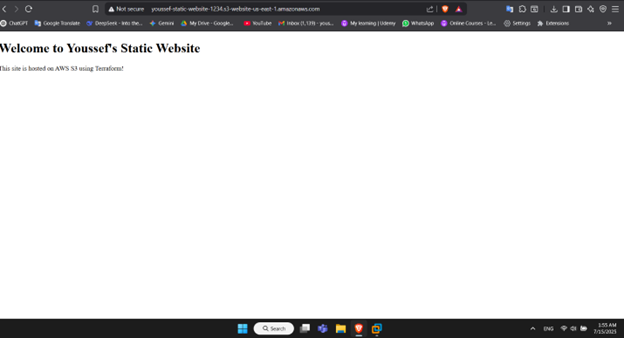 Not secure youssef-static-website-1234.s3-website-us-east-1.amazonaws.com
ChatGPT Google Translate DeepSeek - Into the... Gemini My Drive - Google... YouTube Inbox (1,139) - yous... My learning | Udemy WhatsApp Online Courses - Le... Settings Extensions
Welcome to Youssef's Static Website
This site is hosted on AWS S3 using Terraform!
Search
ENG
3:55 AM
7/15/2025